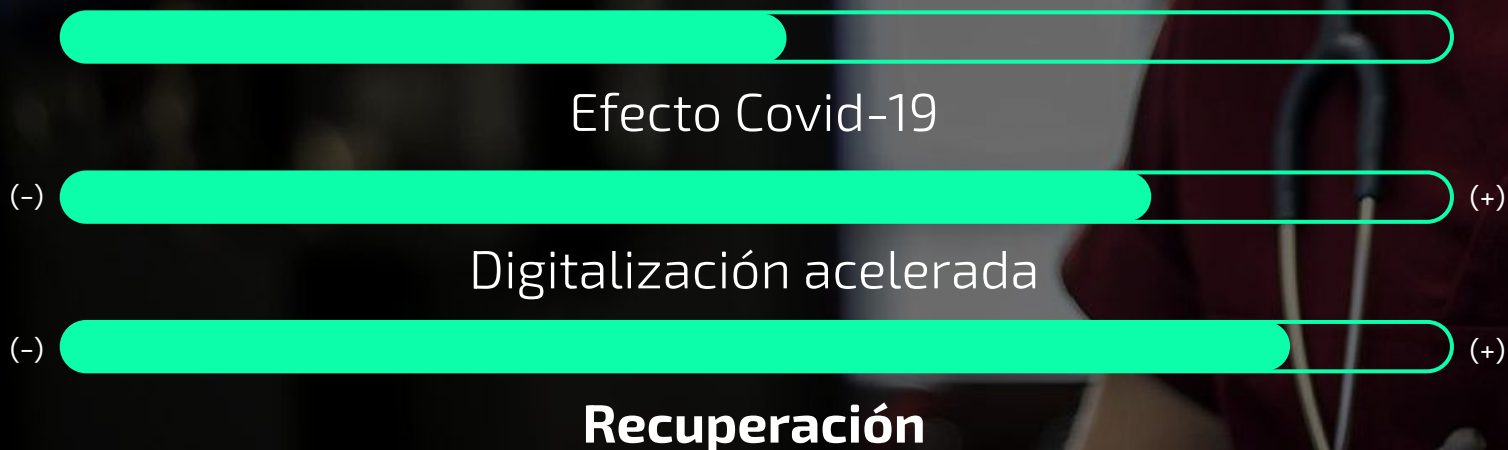 Efecto Covid-19
(-) (+)
Digitalización acelerada
(-) (+)
Recuperación